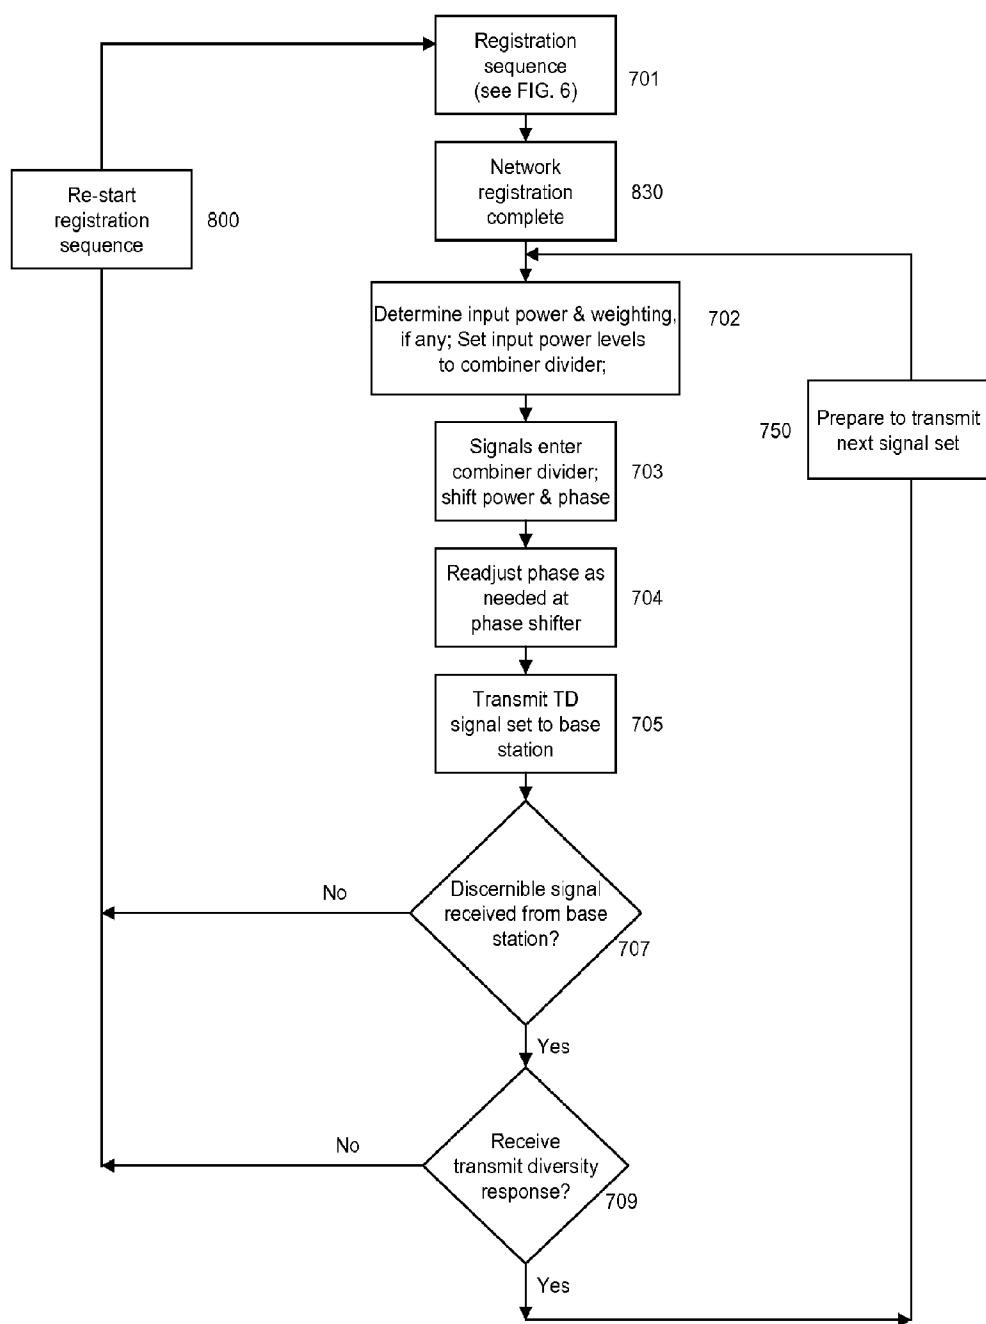 Registration
sequence
(see FIG. 6)
701
Network
registration
complete
830
Re-start
registration
sequence
800
Determine input power & weighting,
if any; Set input power levels
to combiner divider;
702
Prepare to transmit
next signal set
750
Signals enter
combiner divider;
shift power & phase
703
Readjust phase as
needed at
phase shifter
704
Transmit TD
signal set to base
station
705
Discernible signal
received from base
station?
707
No
Yes
Receive
transmit diversity
response?
709
No
Yes